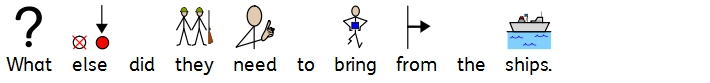 What else did they need to bring from the ships.